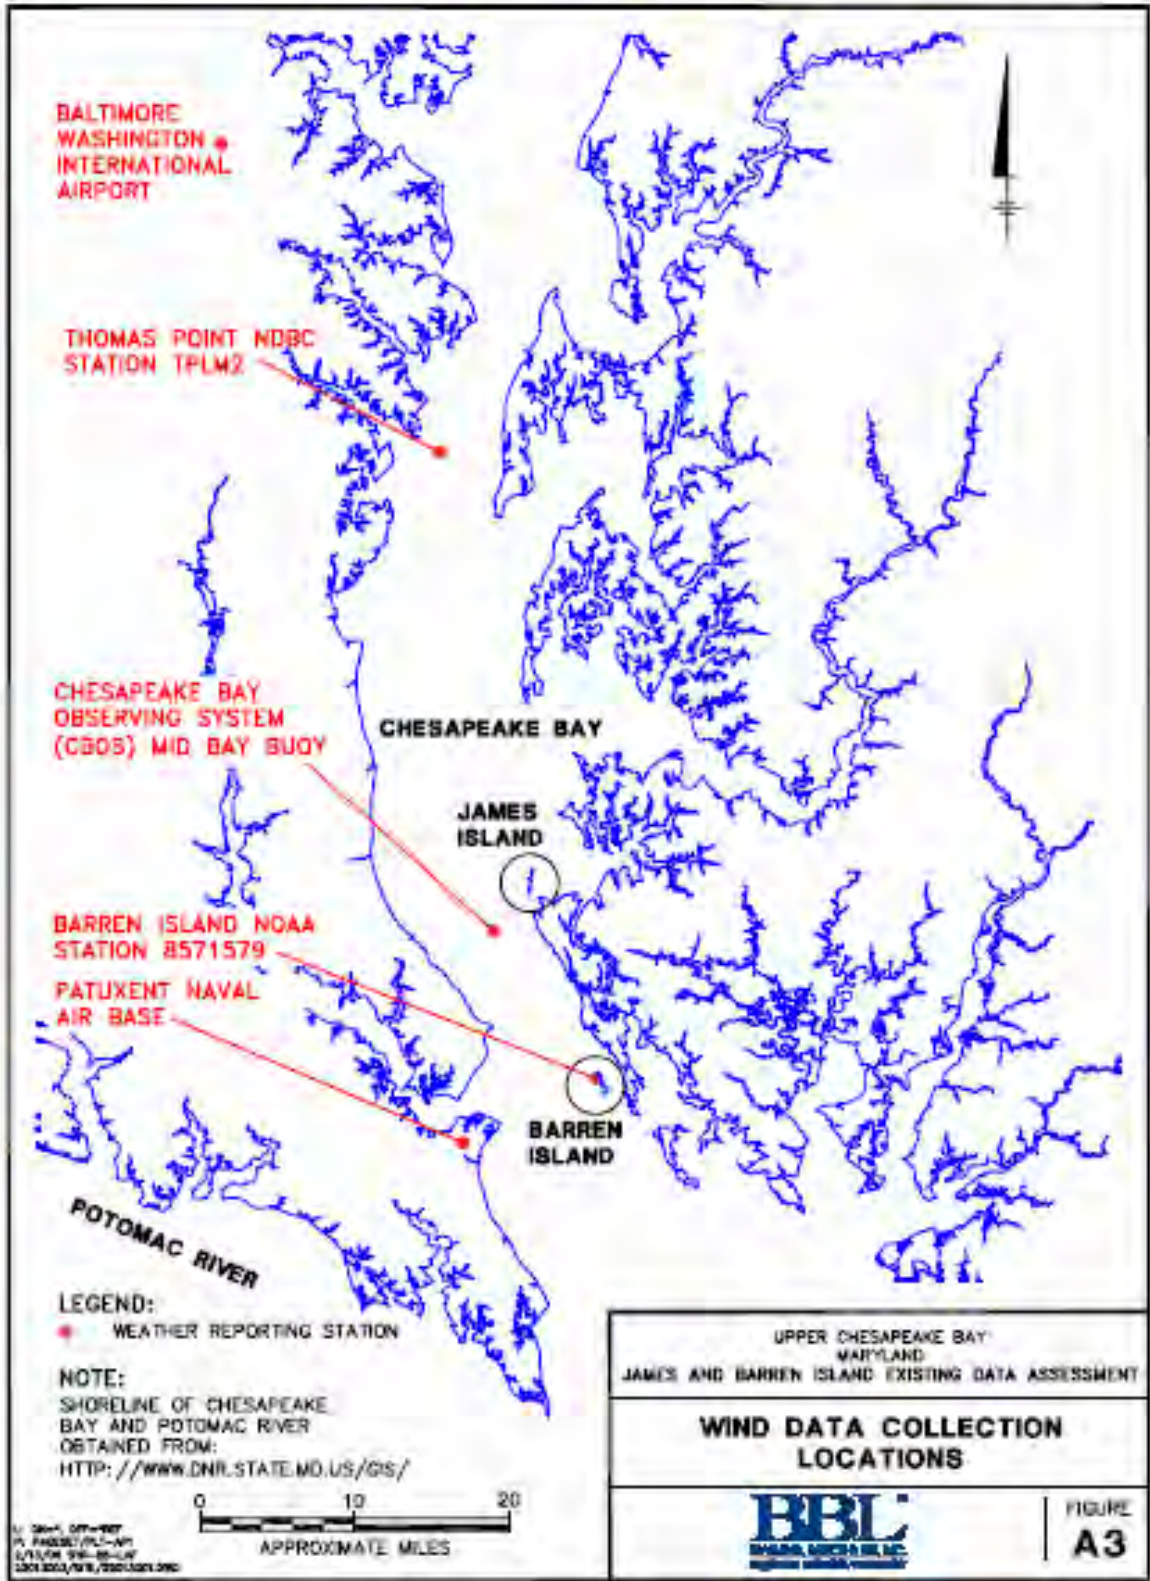 BALTIMORE
WASHINGTON
INTERNATIONAL
AIRPORT
THOMAS POINT NDBC
STATION TPLM2
CHESAPEAKE BAY
OBSERVING SYSTEM
(CBOS) MID BAY BUOY
CHESAPEAKE BAY
JAMES
ISLAND
BARREN ISLAND NOAA
STATION 8571579
PATUXENT NAVAL
AIR BASE
BARREN
ISLAND
POTOMAC RIVER
LEGEND:
WEATHER REPORTING STATION
NOTE:
SHORELINE OF CHESAPEAKE
BAY AND POTOMAC RIVER
OBTAINED FROM:
HTTP://WWW.DNR.STATE.MD.US/GIS/
0 10 20
APPROXIMATE MILES
UPPER CHESAPEAKE BAY
MARYLAND
JAMES AND BARREN ISLAND EXISTING DATA ASSESSMENT
WIND DATA COLLECTION
LOCATIONS
BBL
FIGURE
A3